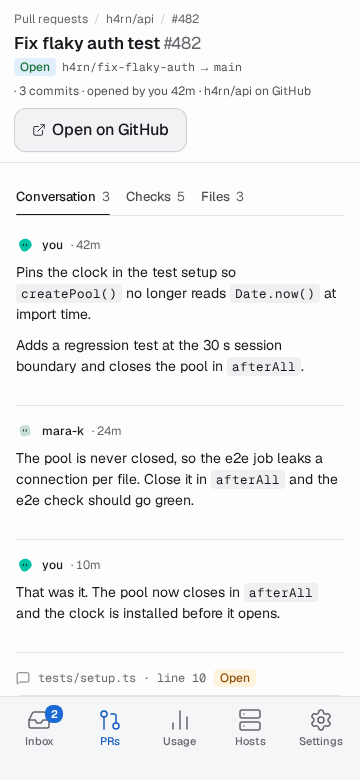 Pull requests / h4rn/api / #482
Fix flaky auth test #482
Open h4rn/fix-flaky-auth → main
· 3 commits · opened by you 42m · h4rn/api on GitHub
Open on GitHub
Conversation 3 Checks 5 Files 3
you · 42m
Pins the clock in the test setup so
createPool() no longer reads Date.now() at
import time.
Adds a regression test at the 30 s session
boundary and closes the pool in afterAll.
mara-k · 24m
The pool is never closed, so the e2e job leaks a
connection per file. Close it in afterAll and the
e2e check should go green.
you · 10m
That was it. The pool now closes in afterAll
and the clock is installed before it opens.
tests/setup.ts · line 10 Open
2
Inbox PRs Usage Hosts Settings